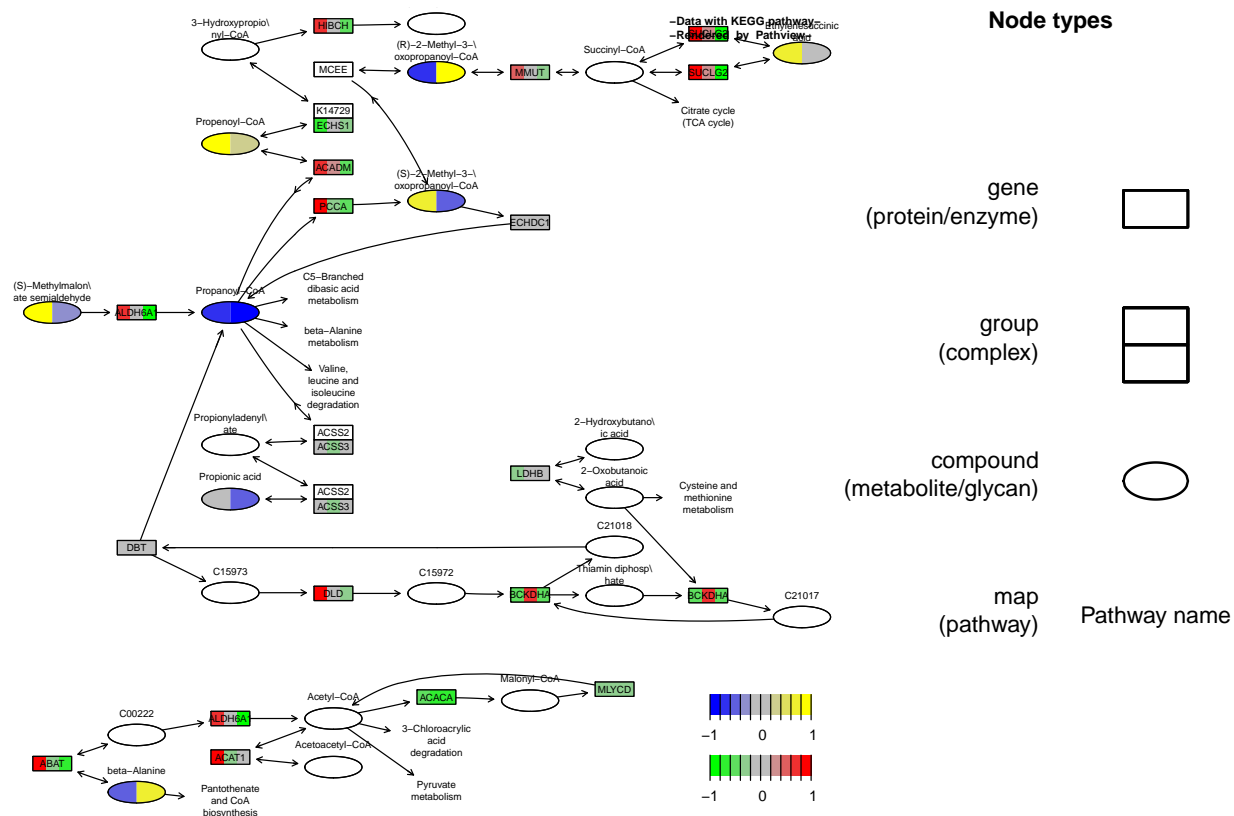 3−Hydroxypropio\
nyl−CoA
HIBCH
(R)−2−Methyl−3−\
oxopropanoyl−CoA
MCEE
MMUT
Succinyl−CoA
−Data with KEGG pathway−
−Rendered by Pathview−
SUCLG2
Ethylenesuccinic
acid
SUCLG2
Citrate cycle
(TCA cycle)
K14729
ECHS1
Propenoyl−CoA
ACADM
(S)−2−Methyl−3−\
oxopropanoyl−CoA
PCCA
ECHDC1
(S)−Methylmalon\
ate semialdehyde
ALDH6A1
Propanoyl−CoA
C5−Branched
dibasic acid
metabolism
beta−Alanine
metabolism
Valine,
leucine and
isoleucine
degradation
Propionyladenyl\
ate
ACSS2
ACSS3
Propionic acid
ACSS2
ACSS3
2−Hydroxybutano\
ic acid
LDHB
2−Oxobutanoic
acid
Cysteine and
methionine
metabolism
DBT
C21018
C15973
DLD
C15972
BCKDHA
Thiamin diphosp\
hate
BCKDHA
C21017
C00222
ALDH6A1
Acetyl−CoA
ACACA
Malonyl−CoA
MLYCD
3−Chloroacrylic
acid
degradation
ABAT
ACAT1
Acetoacetyl−CoA
beta−Alanine
Pantothenate
and CoA
biosynthesis
Pyruvate
metabolism
−1 0 1
−1 0 1
Node types
gene
(protein/enzyme)
group
(complex)
compound
(metabolite/glycan)
map
(pathway)
Pathway name